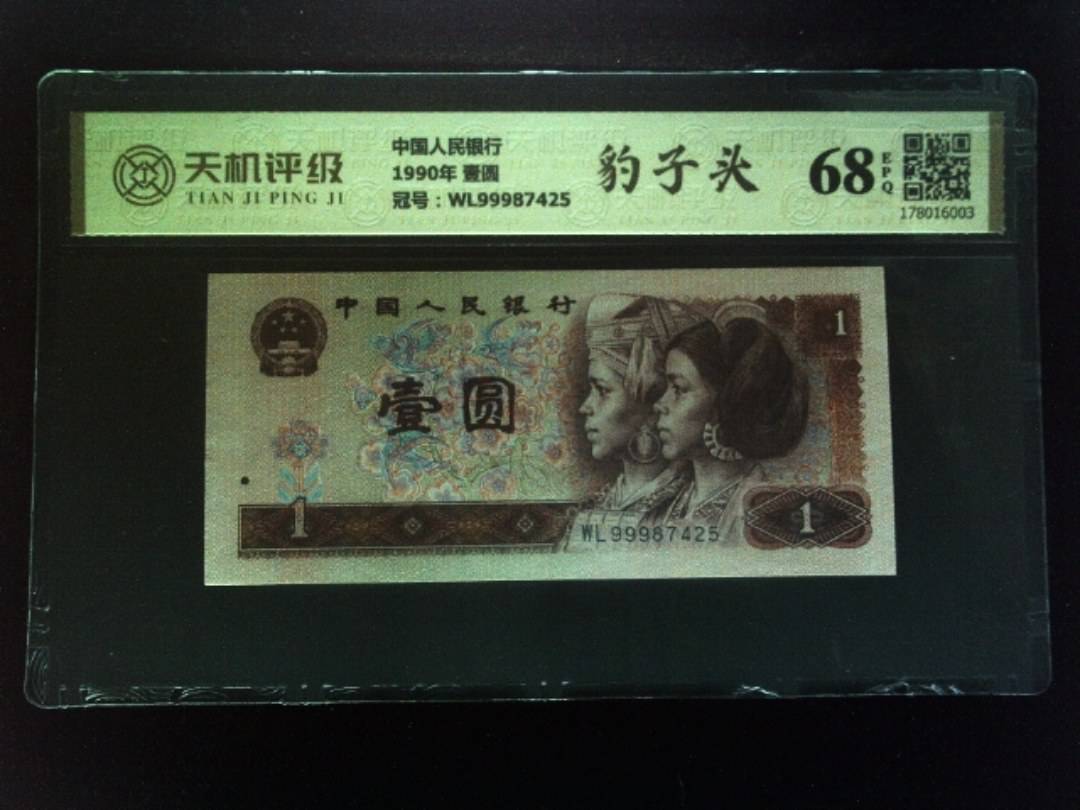 天机评级
TIAN JI PING JI
中国人民银行
1990年 壹圆
冠号：WL99987425
豹子头
68
EPQ
178016003
中国人民银行
1
壹圆
1
WL99987425
1